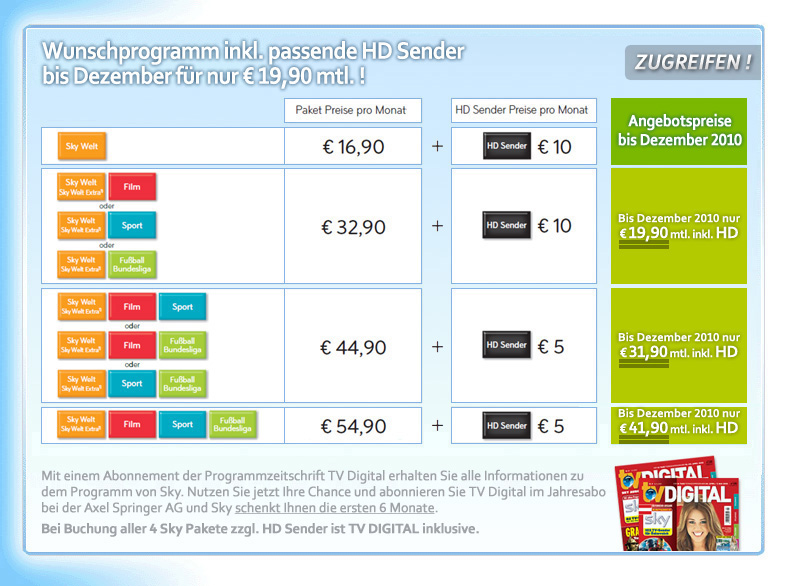 Wunschprogramm inkl. passende HD Sender
bis Dezember für nur € 19,90 mtl. !
ZUGREIFEN !
Paket Preise pro Monat
HD Sender Preise pro Monat
Angebotspreise
bis Dezember 2010
Sky Welt
€ 16,90
+
HD Sender
€ 10
Sky Welt
Sky Welt Extra⁵
Film
oder
Sky Welt
Sky Welt Extra⁵
Sport
oder
Sky Welt
Sky Welt Extra⁵
Fußball
Bundesliga
€ 32,90
+
HD Sender
€ 10
Bis Dezember 2010 nur
€ 19,90 mtl. inkl. HD
Sky Welt
Sky Welt Extra⁵
Film
Sport
oder
Sky Welt
Sky Welt Extra⁵
Film
Fußball
Bundesliga
oder
Sky Welt
Sky Welt Extra⁵
Sport
Fußball
Bundesliga
€ 44,90
+
HD Sender
€ 5
Bis Dezember 2010 nur
€ 31,90 mtl. inkl. HD
Sky Welt
Sky Welt Extra⁵
Film
Sport
Fußball
Bundesliga
€ 54,90
+
HD Sender
€ 5
Bis Dezember 2010 nur
€ 41,90 mtl. inkl. HD
Mit einem Abonnement der Programmzeitschrift TV Digital erhalten Sie alle Informationen zu
dem Programm von Sky. Nutzen Sie jetzt Ihre Chance und abonnieren Sie TV Digital im Jahresabo
bei der Axel Springer AG und Sky schenkt Ihnen die ersten 6 Monate.
Bei Buchung aller 4 Sky Pakete zzgl. HD Sender ist TV DIGITAL inklusive.
TV DIGITAL
TV DIGITAL
sky